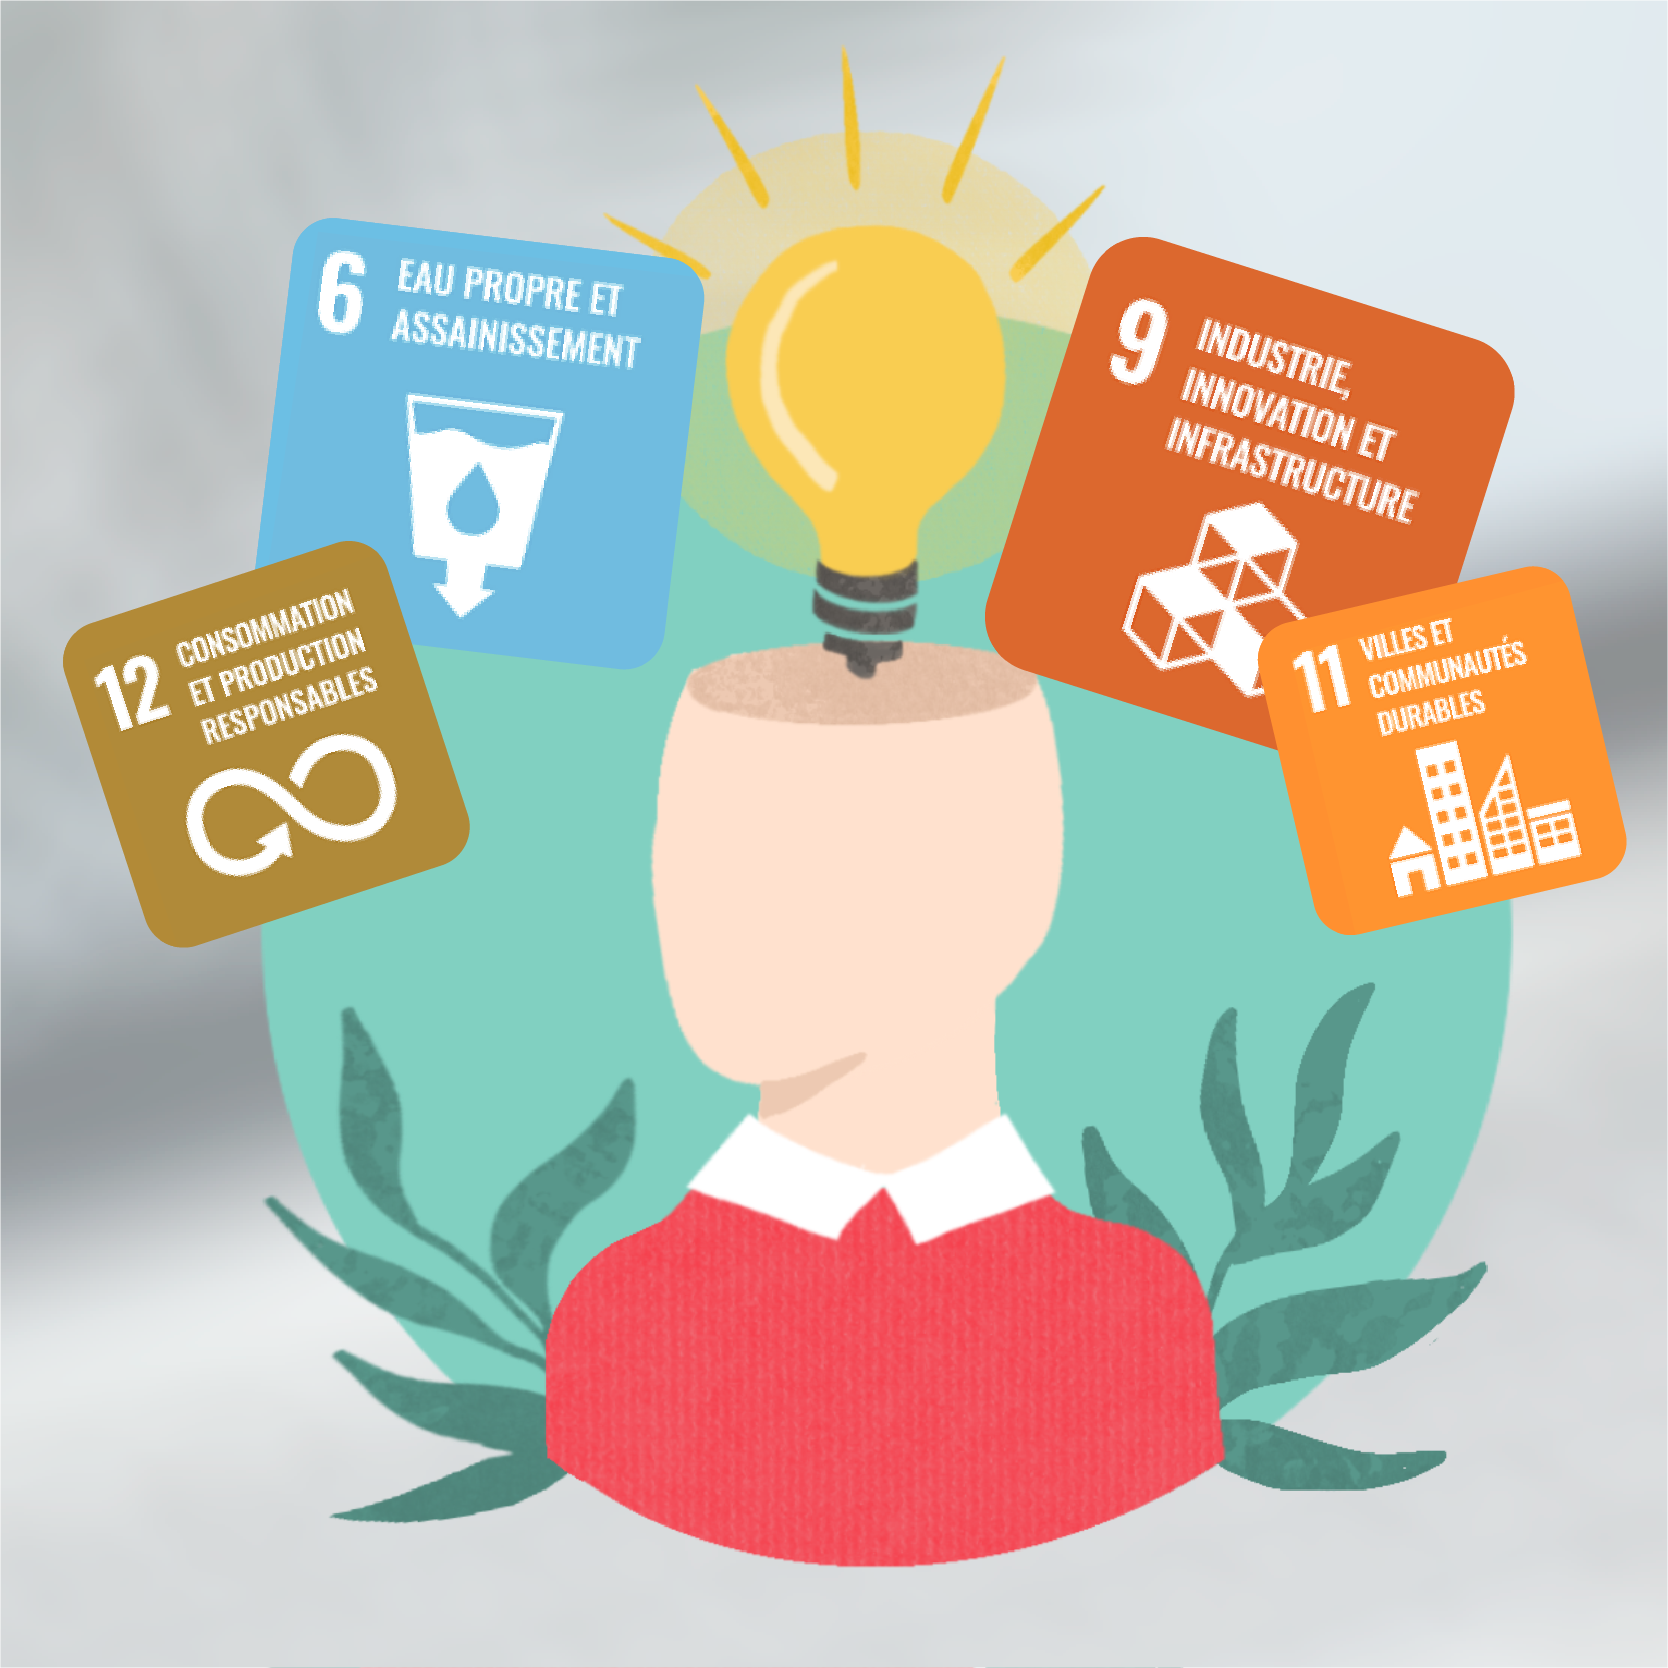 6
EAU PROPRE ET
ASSAINISSEMENT
9
INDUSTRIE,
INNOVATION ET
INFRASTRUCTURE
12
CONSOMMATION
ET PRODUCTION
RESPONSABLES
11
VILLES ET
COMMUNAUTÉS
DURABLES